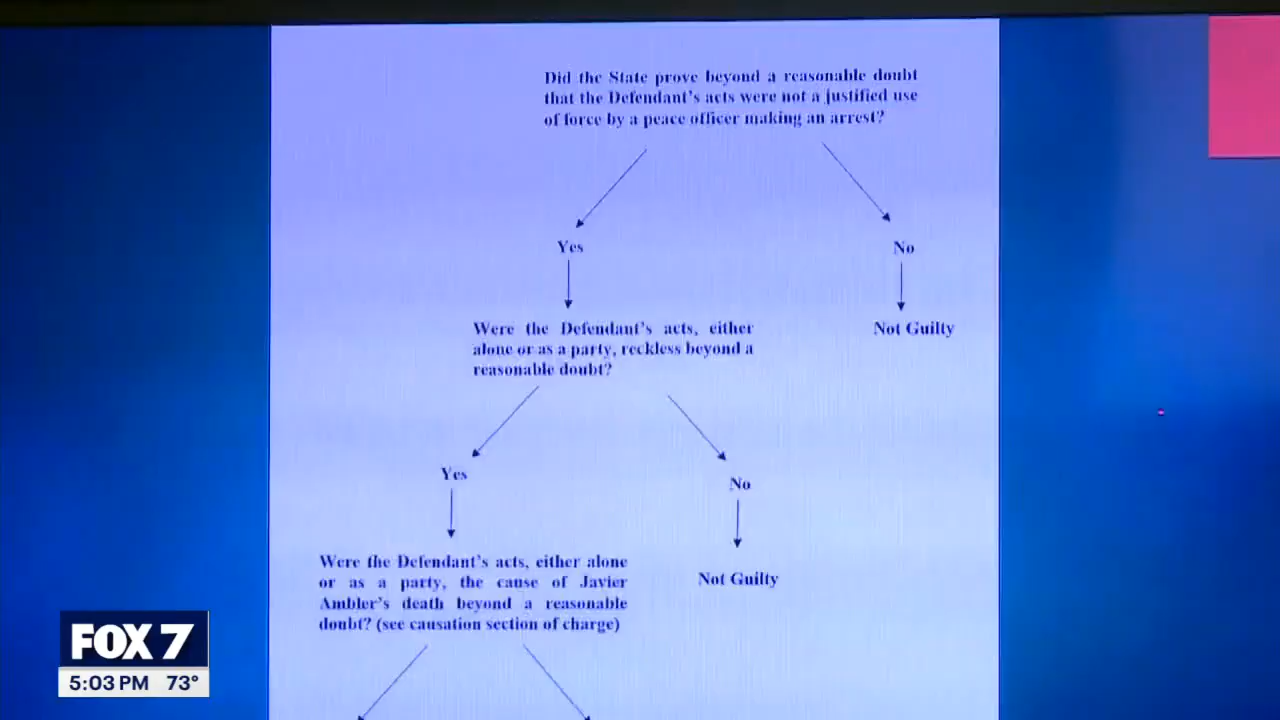 Did the State prove beyond a reasonable doubt
that the Defendant's acts were not a justified use
of force by a peace officer making an arrest?
Yes
No
Were the Defendant's acts, either
alone or as a party, reckless beyond a
reasonable doubt?
Not Guilty
Yes
No
Were the Defendant's acts, either alone
or as a party, the cause of Javier
Ambler's death beyond a reasonable
doubt? (see causation section of charge)
Not Guilty
FOX 7
5:03 PM 73°